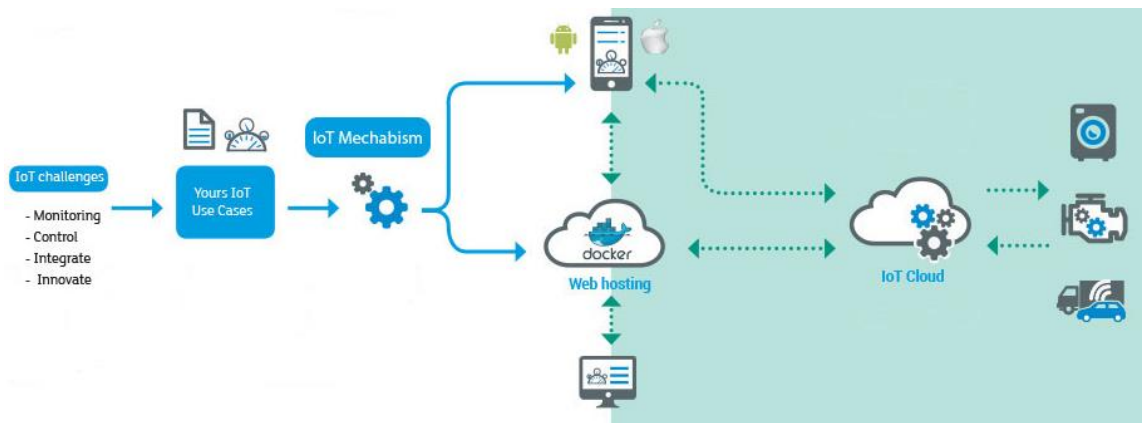 IoT challenges
- Monitoring
- Control
- Integrate
- Innovate
Yours IoT
Use Cases
IoT Mechabism
docker
Web hosting
IoT Cloud